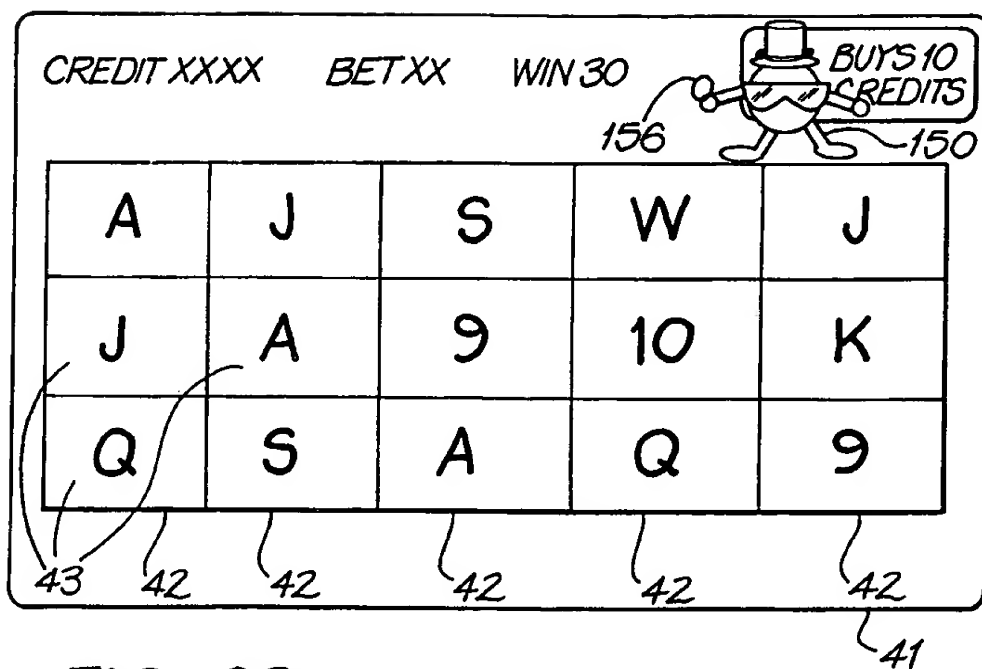 CREDIT XXXX BET XX WIN 30 BUYS 10
CREDITS
156
150
A J S W J
J A 9 10 K
Q S A Q 9
43 42 42 42 42 42
41